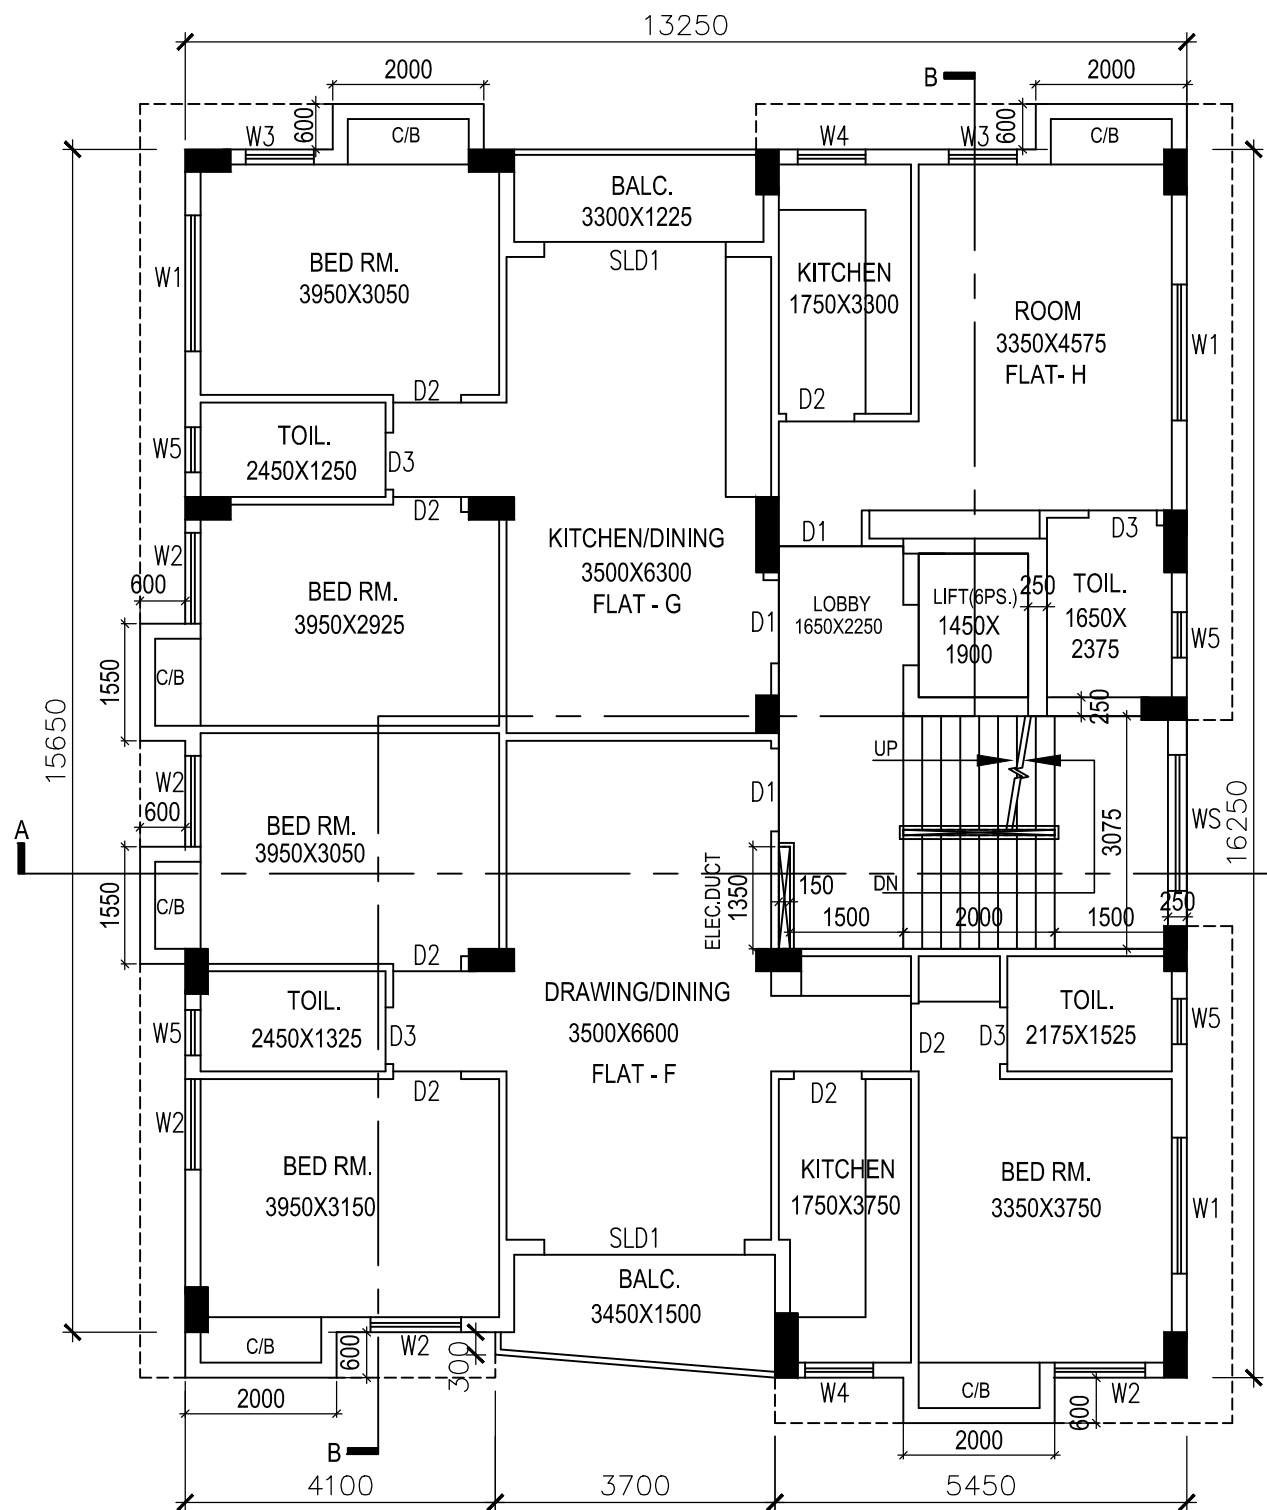 13250
2000
B
2000
600
W3
C/B
W4
W3
600
C/B
BALC.
3300X1225
SLD1
BED RM.
3950X3050
W1
KITCHEN
1750X3300
ROOM
3350X4575
FLAT- H
W1
D2
D2
TOIL.
2450X1250
W5
D3
D2
KITCHEN/DINING
3500X6300
FLAT - G
D1
D3
W2
600
BED RM.
3950X2925
D1
LOBBY
1650X2250
LIFT(6PS.)
1450X
1900
250
TOIL.
1650X
2375
W5
1550
C/B
250
15650
UP
W2
600
D1
A
BED RM.
3950X3050
3075
WS
16250
1550
C/B
ELEC.DUCT
1350
150
DN
1500
2000
1500
250
D2
TOIL.
2450X1325
W5
D3
D2
DRAWING/DINING
3500X6600
FLAT - F
D2
D3
TOIL.
2175X1525
W5
D2
W2
BED RM.
3950X3150
KITCHEN
1750X3750
BED RM.
3350X3750
W1
SLD1
BALC.
3450X1500
C/B
600
W2
300
W4
C/B
W2
600
2000
B
2000
4100
3700
5450